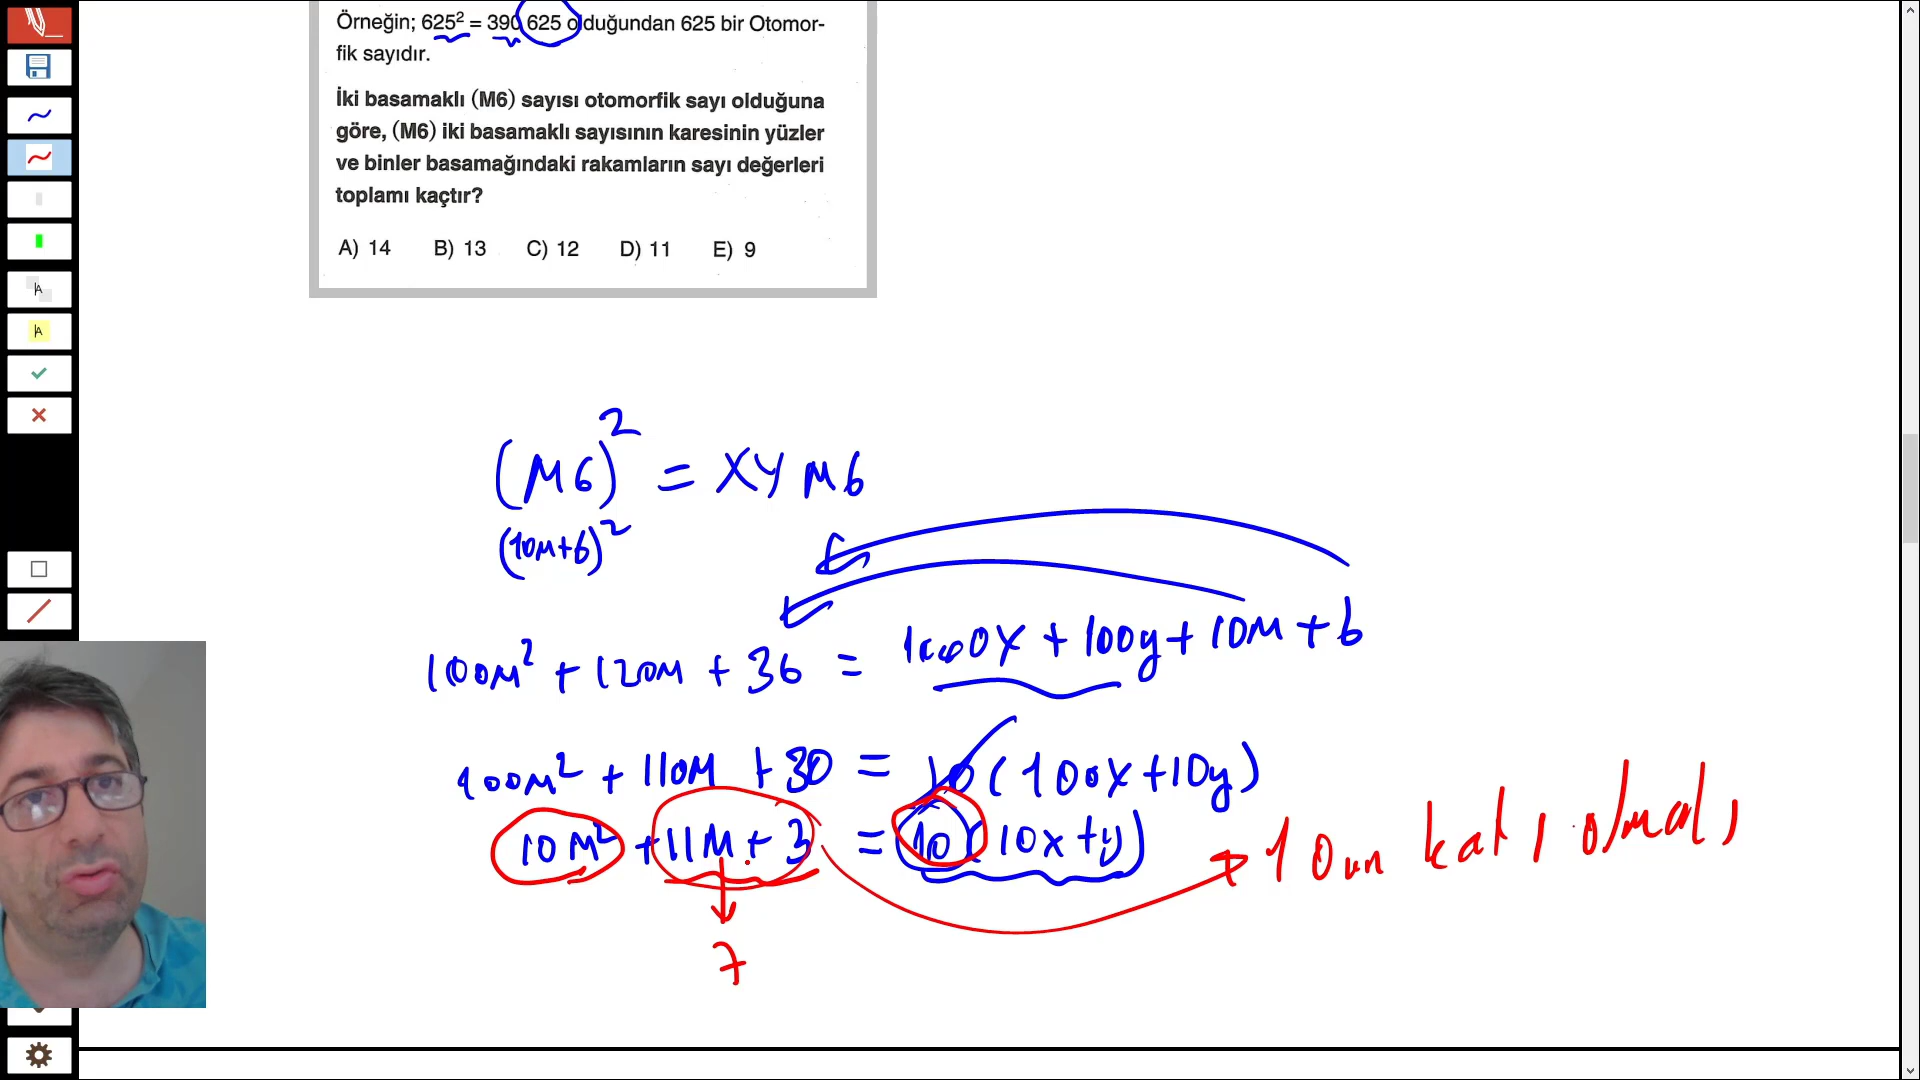 Örneğin; 625² = 390 625 olduğundan 625 bir Otomor-
fik sayıdır.
İki basamaklı (M6) sayısı otomorfik sayı olduğuna
göre, (M6) iki basamaklı sayısının karesinin yüzler
ve binler basamağındaki rakamların sayı değerleri
toplamı kaçtır?
A) 14 B) 13 C) 12 D) 11 E) 9
(M6)² = XYM6
(10M+6)²
100M² + 120M + 36 = 1000X + 100y + 10M + 6
100M² + 110M + 30 = 10(100X+10y)
10M² + 11M + 3 = 10(10X+y)
10un katı olmalı
7